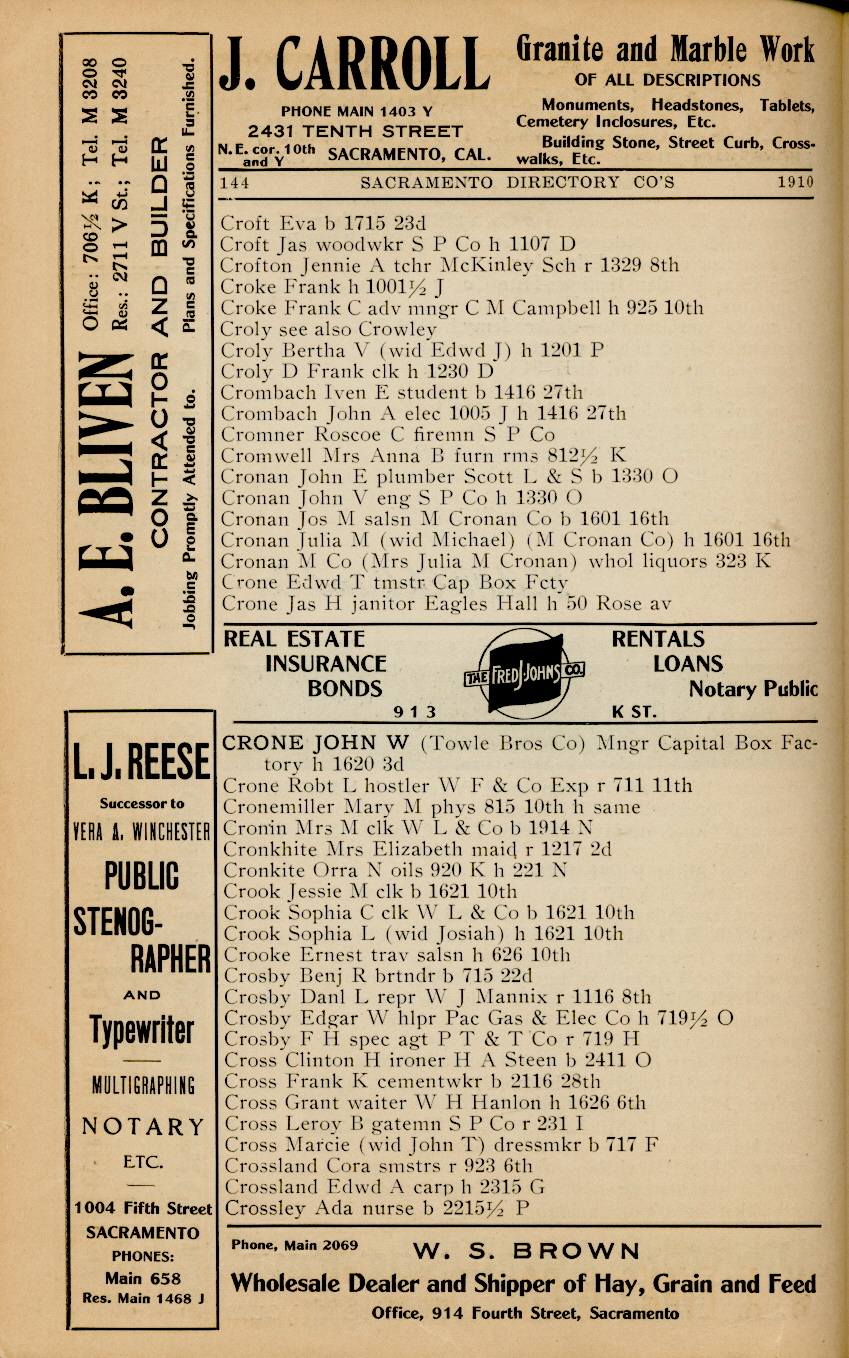 J. CARROLL
PHONE MAIN 1403 Y
2431 TENTH STREET
N. E. cor. 10th and Y SACRAMENTO, CAL.
Granite and Marble Work
OF ALL DESCRIPTIONS
Monuments, Headstones, Tablets,
Cemetery Inclosures, Etc.
Building Stone, Street Curb, Cross-
walks, Etc.
144 SACRAMENTO DIRECTORY CO'S 1910
A. E. BLIVEN
Office: 706½ K; Tel. M 3208
Res.: 2711 V St.; Tel. M 3240
CONTRACTOR AND BUILDER
Jobbing Promptly Attended to. Plans and Specifications Furnished.
Croft Eva b 1715 23d
Croft Jas woodwkr S P Co h 1107 D
Crofton Jennie A tchr McKinley Sch r 1329 8th
Croke Frank h 1001½ J
Croke Frank C adv mngr C M Campbell h 925 10th
Croly see also Crowley
Croly Bertha V (wid Edwd J) h 1201 P
Croly D Frank clk h 1230 D
Crombach Iven E student b 1416 27th
Crombach John A elec 1005 J h 1416 27th
Cromner Roscoe C firemn S P Co
Cromwell Mrs Anna B furn rms 812½ K
Cronan John E plumber Scott L & S b 1330 O
Cronan John V eng S P Co h 1330 O
Cronan Jos M salsn M Cronan Co b 1601 16th
Cronan Julia M (wid Michael) (M Cronan Co) h 1601 16th
Cronan M Co (Mrs Julia M Cronan) whol liquors 323 K
Crone Edwd T tmstr Cap Box Fcty
Crone Jas H janitor Eagles Hall h 50 Rose av
REAL ESTATE
INSURANCE
BONDS
913
THE FRED J. JOHNS CO.
RENTALS
LOANS
Notary Public
K ST.
CRONE JOHN W (Towle Bros Co) Mngr Capital Box Fac-
tory h 1620 3d
Crone Robt L hostler W F & Co Exp r 711 11th
Cronemiller Mary M phys 815 10th h same
Cronin Mrs M clk W L & Co b 1914 N
Cronkhite Mrs Elizabeth maid r 1217 2d
Cronkite Orra N oils 920 K h 221 N
Crook Jessie M clk b 1621 10th
Crook Sophia C clk W L & Co b 1621 10th
Crook Sophia L (wid Josiah) h 1621 10th
Crooke Ernest trav salsn h 626 10th
Crosby Benj R brtndr b 715 22d
Crosby Danl L repr W J Mannix r 1116 8th
Crosby Edgar W hlpr Pac Gas & Elec Co h 719½ O
Crosby F H spec agt P T & T Co r 719 H
Cross Clinton H ironer H A Steen b 2411 O
Cross Frank K cementwkr b 2116 28th
Cross Grant waiter W H Hanlon h 1626 6th
Cross Leroy B gatemn S P Co r 231 I
Cross Marcie (wid John T) dressmkr b 717 F
Crossland Cora smstrs r 923 6th
Crossland Edwd A carp h 2315 G
Crossley Ada nurse b 2215½ P
L. J. REESE
Successor to
VERA A. WINCHESTER
PUBLIC
STENOG-
RAPHER
AND
Typewriter
MULTIGRAPHING
NOTARY
ETC.
1004 Fifth Street
SACRAMENTO
PHONES:
Main 658
Res. Main 1468 J
Phone, Main 2069 W. S. BROWN
Wholesale Dealer and Shipper of Hay, Grain and Feed
Office, 914 Fourth Street, Sacramento